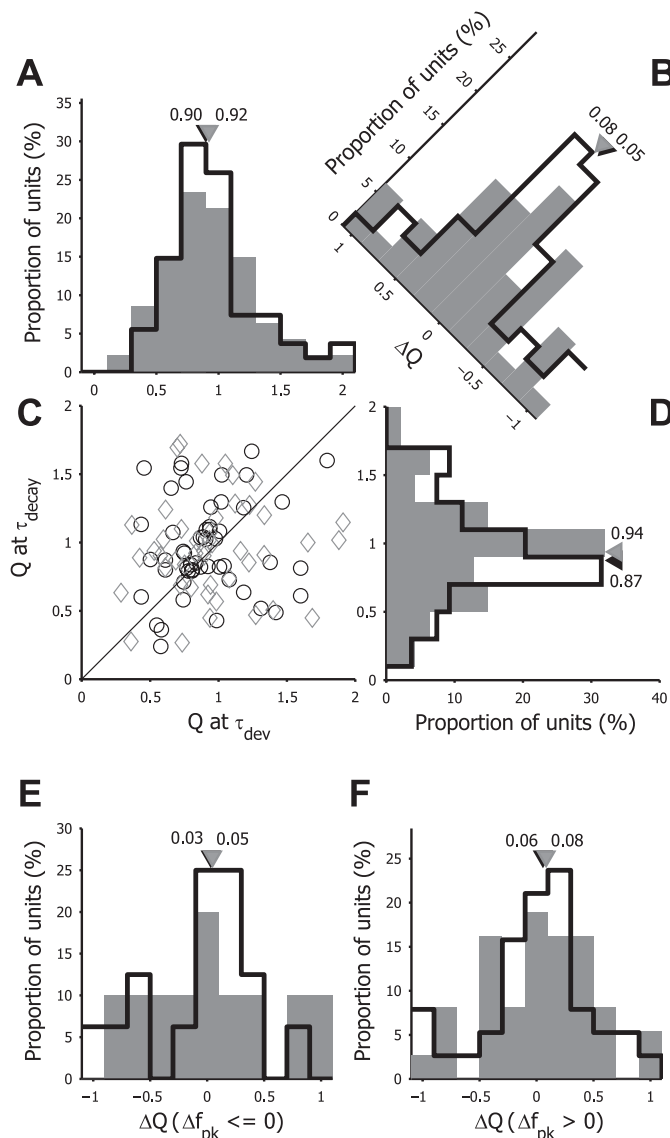 A
Proportion of units (%)
35
30
25
20
15
10
5
0
0.90 0.92
0 0.5 1 1.5 2
B
Proportion of units (%)
0 5 10 15 20 25
0.08 0.05
1 0.5 0 −0.5 −1
ΔQ
C
Q at τdecay
2
1.5
1
0.5
0
0 0.5 1 1.5 2
Q at τdev
D
2
1.5
1
0.5
0
0.94
0.87
0 10 20 30 40
Proportion of units (%)
E
Proportion of units (%)
30
25
20
15
10
5
0
0.03 0.05
−1 −0.5 0 0.5 1
ΔQ (Δfpk <= 0)
F
Proportion of units (%)
25
20
15
10
5
0
0.06 0.08
−1 −0.5 0 0.5 1
ΔQ (Δfpk > 0)